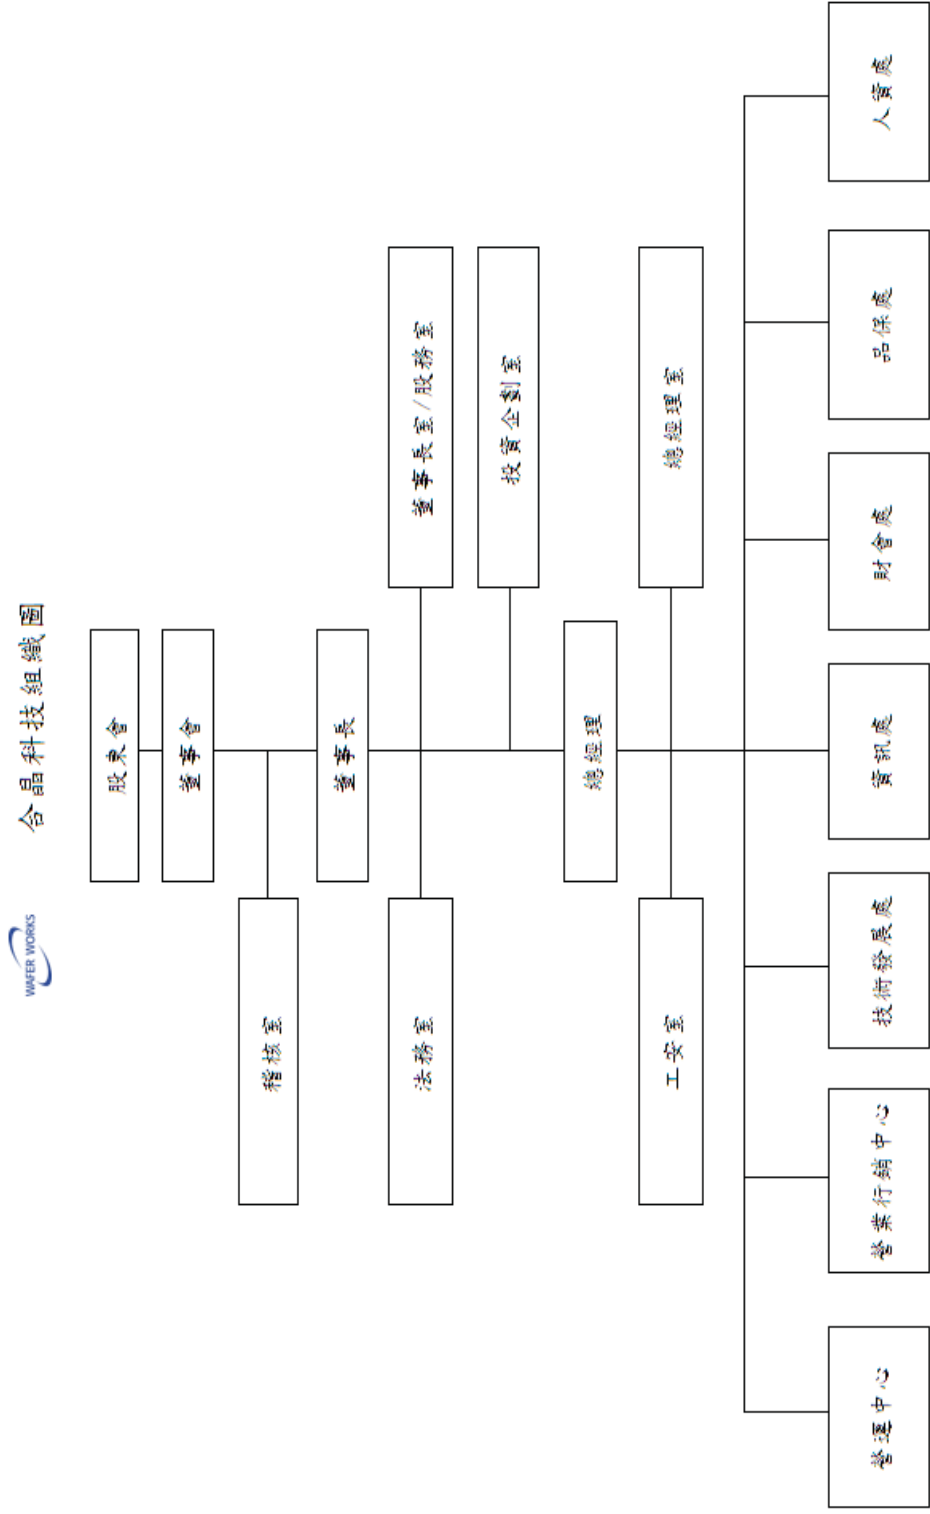 WAFER WORKS
合晶科技組織圖
股東會
董事會
稽核室
董事長
法務室
董事長室/股務室
投資企劃室
總經理
工安室
總經理室
營運中心
營業行銷中心
技術發展處
資訊處
財會處
品保處
人資處